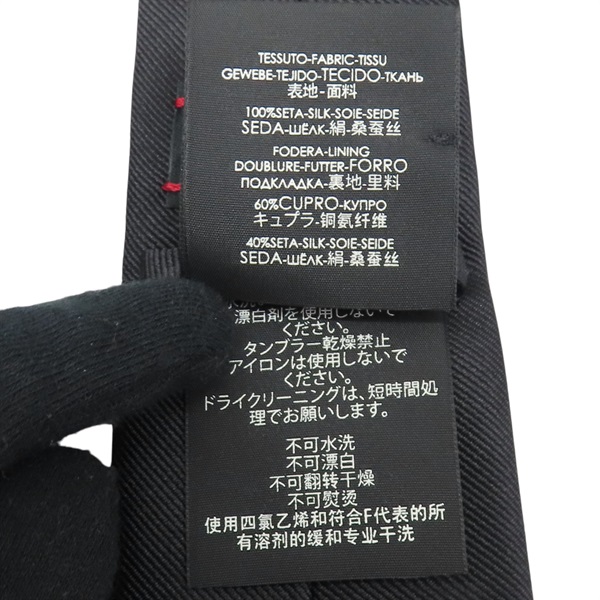 TESSUTO-FABRIC-TISSU
GEWEBE-TEJIDO-TECIDO-ТКАНЬ
表地-面料
100%SETA-SILK-SOIE-SEIDE
SEDA-ШЁЛК-絹-桑蚕丝
FODERA-LINING
DOUBLURE-FUTTER-FORRO
ПОДКЛАДКА-裏地-里料
60%CUPRO-КУПРО
キュプラ-铜氨纤维
40%SETA-SILK-SOIE-SEIDE
SEDA-ШЁЛК-絹-桑蚕丝
漂白剤を使用しないで
ください。
タンブラー乾燥禁止
アイロンは使用しないで
ください。
ドライクリーニングは、短時間処
理でお願いします。
不可水洗
不可漂白
不可翻转干燥
不可熨烫
使用四氯乙烯和符合F代表的所
有溶剂的缓和专业干洗